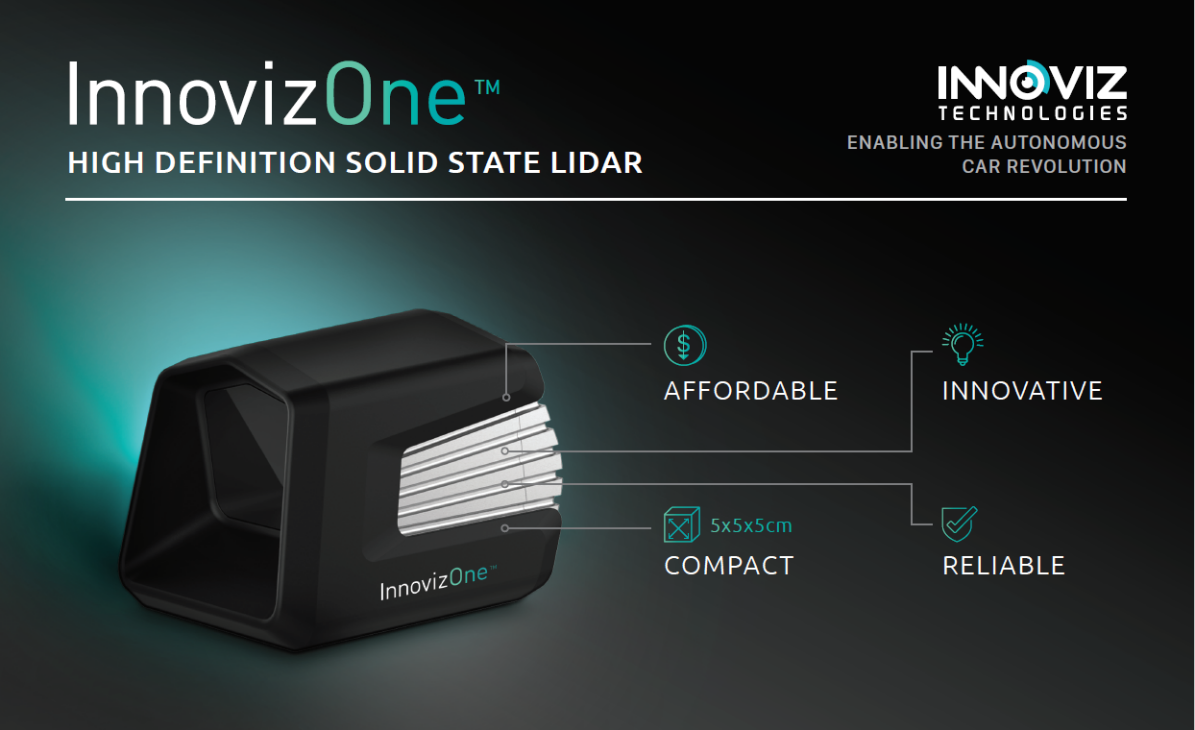 InnovizOne™
HIGH DEFINITION SOLID STATE LIDAR
INNOVIZ
TECHNOLOGIES
ENABLING THE AUTONOMOUS
CAR REVOLUTION
AFFORDABLE
INNOVATIVE
5x5x5cm
COMPACT
RELIABLE
InnovizOne™